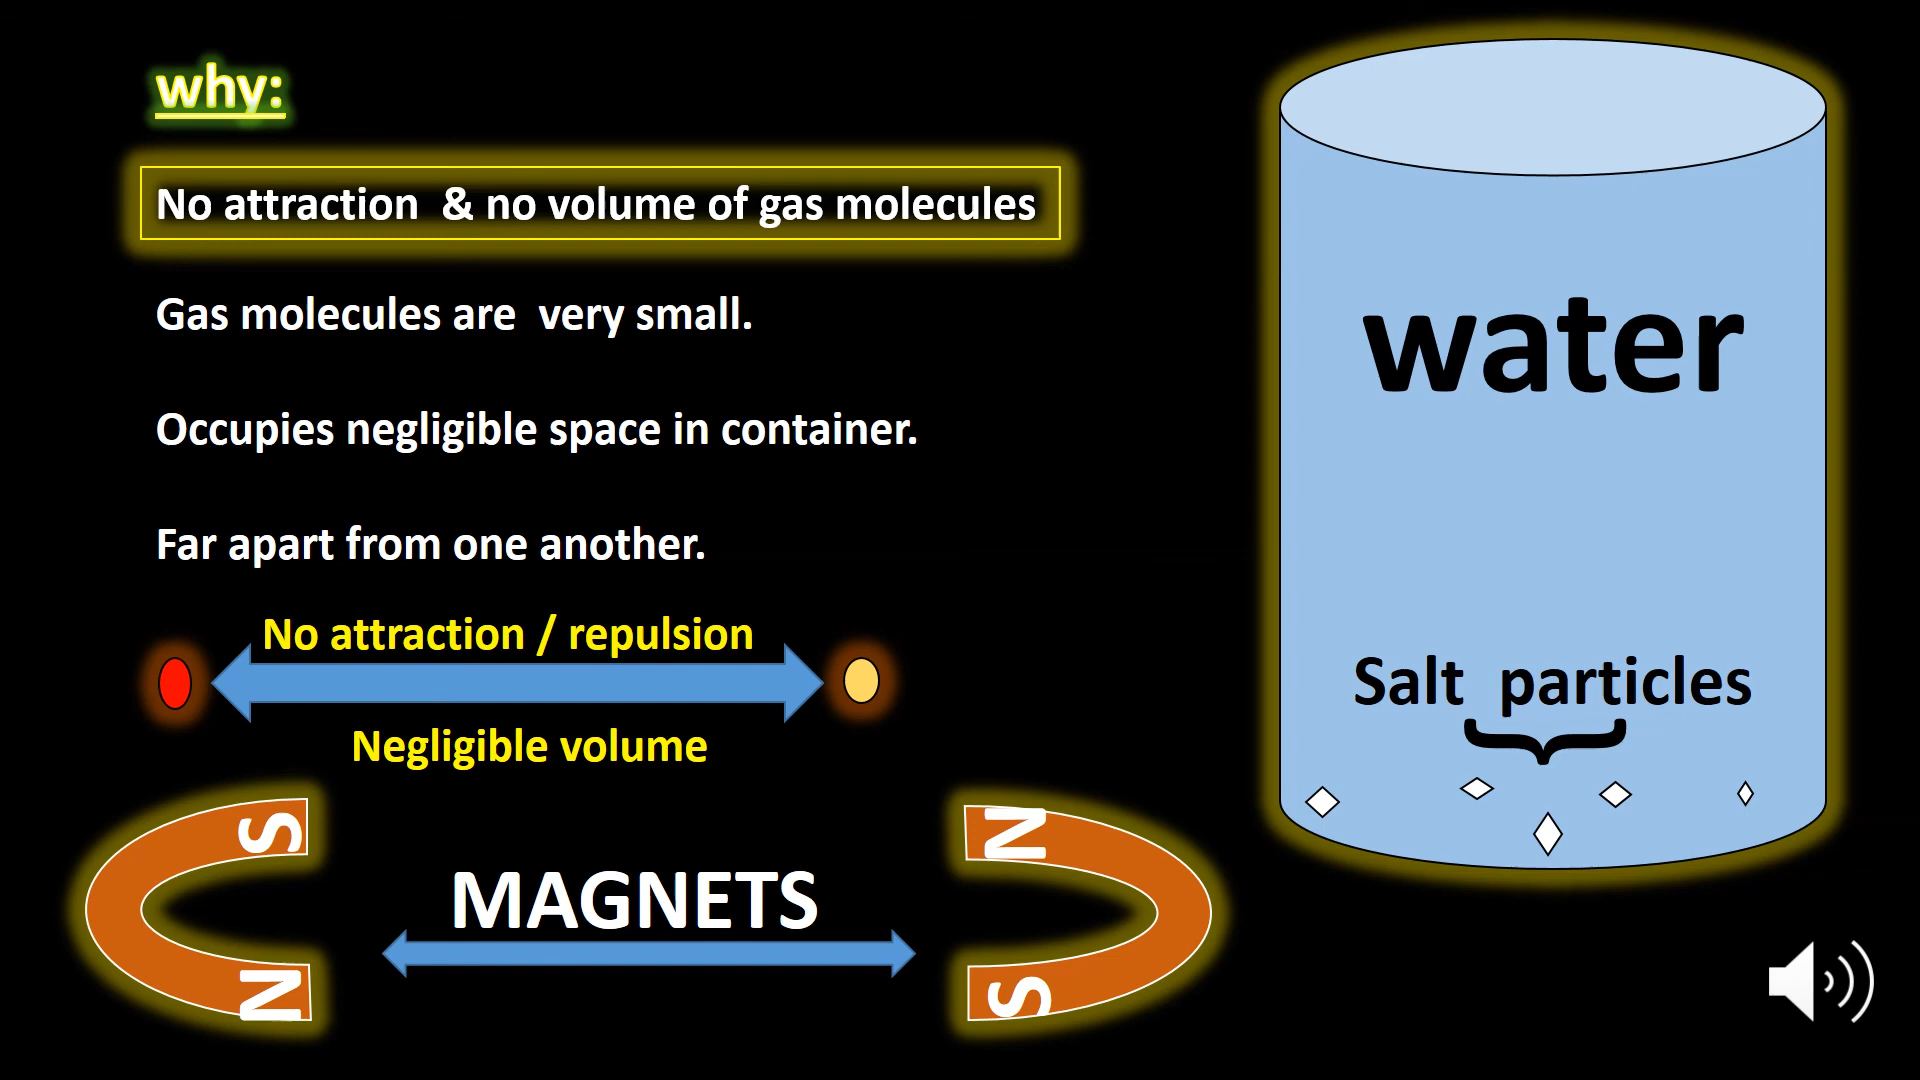 why:
No attraction & no volume of gas molecules
Gas molecules are very small.
Occupies negligible space in container.
Far apart from one another.
No attraction / repulsion
Negligible volume
S
N
MAGNETS
N
S
water
Salt particles